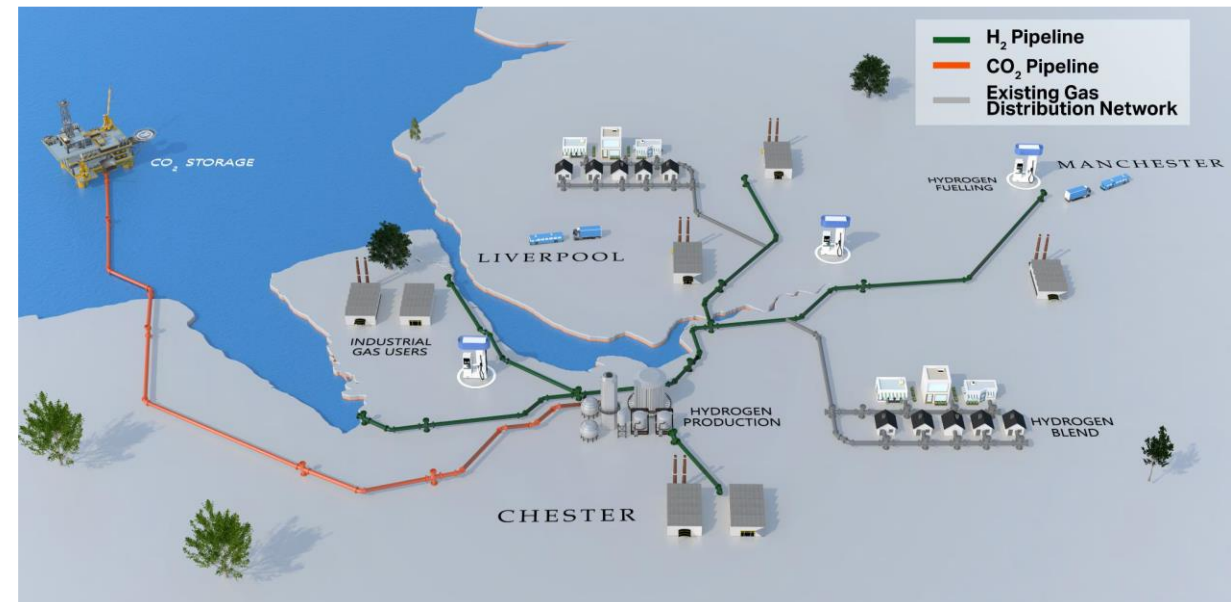 H₂ Pipeline
CO₂ Pipeline
Existing Gas
Distribution Network
CO₂ STORAGE
HYDROGEN
FUELLING
MANCHESTER
LIVERPOOL
INDUSTRIAL
GAS USERS
HYDROGEN
PRODUCTION
HYDROGEN
BLEND
CHESTER